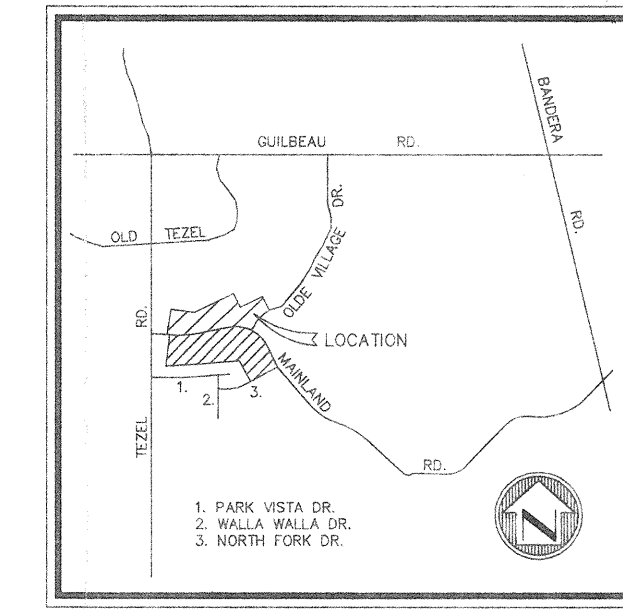 GUILBEAU RD.
BANDERA RD.
OLD TEZEL
OLDE VILLAGE DR.
TEZEL RD.
LOCATION
MAINLAND RD.
1.
2.
3.
1. PARK VISTA DR.
2. WALLA WALLA DR.
3. NORTH FORK DR.
N